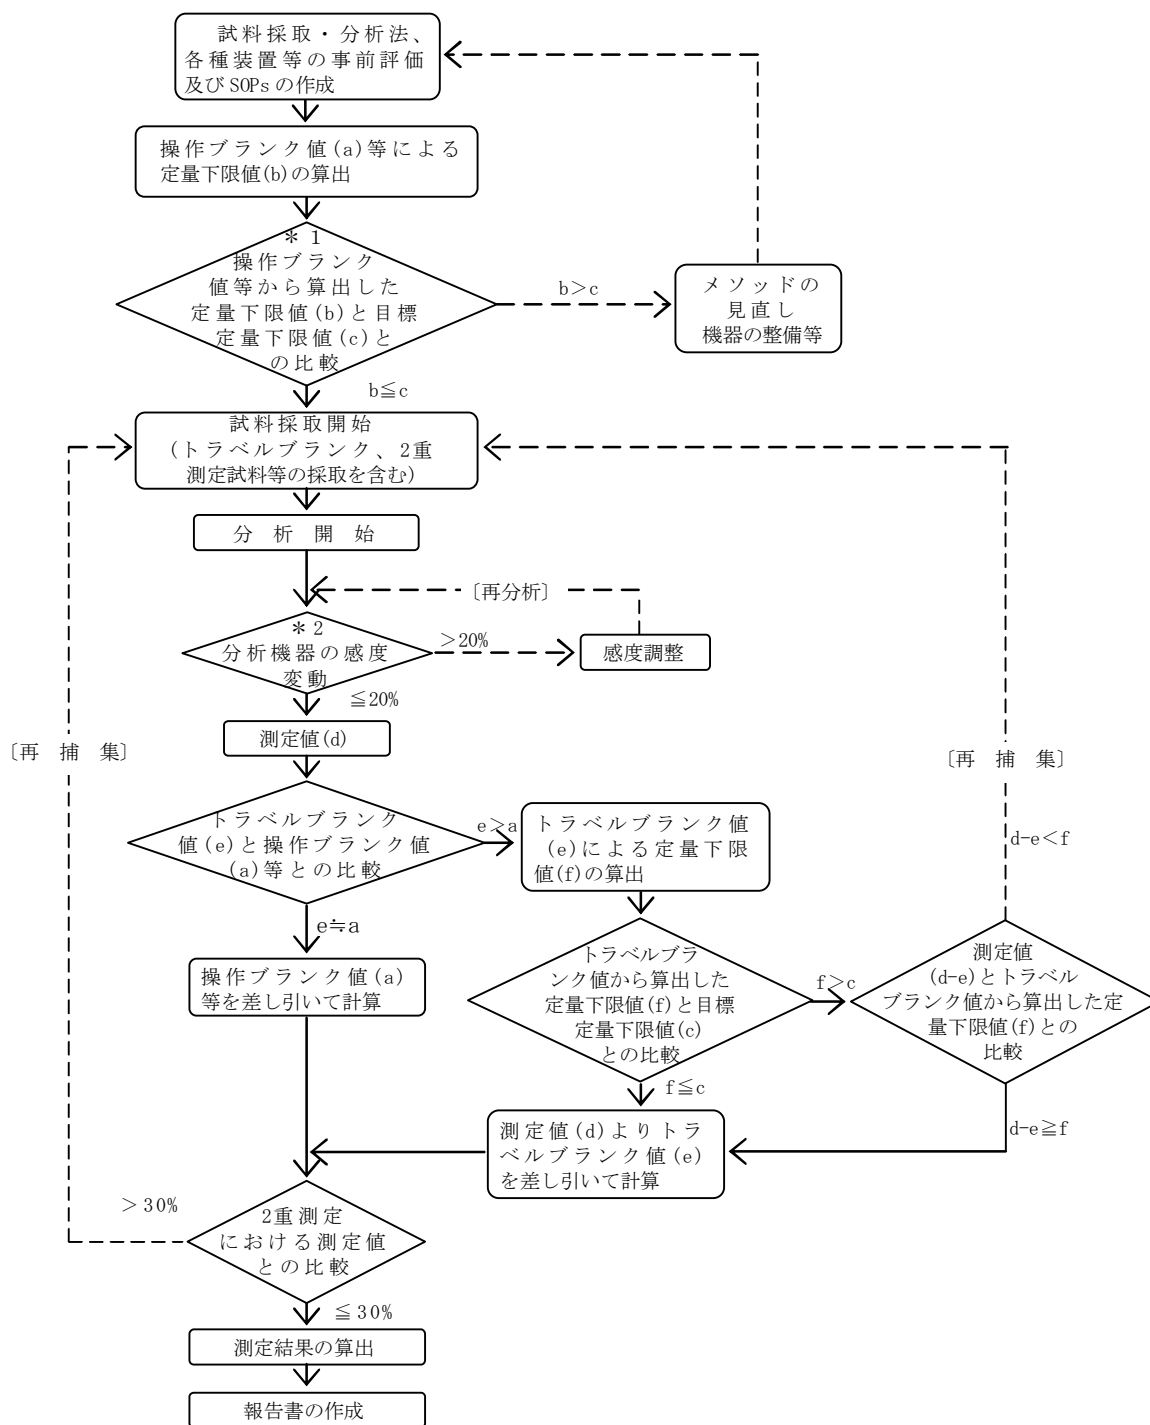 試料採取・分析法、
各種装置等の事前評価
及びSOPsの作成
操作ブランク値(a)等による
定量下限値(b)の算出
＊1
操作ブランク
値等から算出した
定量下限値(b)と目標
定量下限値(c)と
の比較
b＞c
メソッドの
見直し
機器の整備等
b≦c
試料採取開始
(トラベルブランク、2重
測定試料等の採取を含む)
分析開始
〔再分析〕
＊2
分析機器の感度
変動
＞20%
感度調整
≦20%
〔再捕集〕
測定値(d)
〔再捕集〕
トラベルブランク
値(e)と操作ブランク値
(a)等との比較
e＞a
トラベルブランク値
(e)による定量下限
値(f)の算出
d-e＜f
e≒a
操作ブランク値(a)
等を差し引いて計算
トラベルブラ
ンク値から算出した
定量下限値(f)と目標
定量下限値(c)
との比較
f＞c
測定値
(d-e)とトラベル
ブランク値から算出した定
量下限値(f)との
比較
f≦c
d-e≧f
測定値(d)よりトラ
ベルブランク値(e)
を差し引いて計算
＞30%
2重測定
における測定値
との比較
≦30%
測定結果の算出
報告書の作成